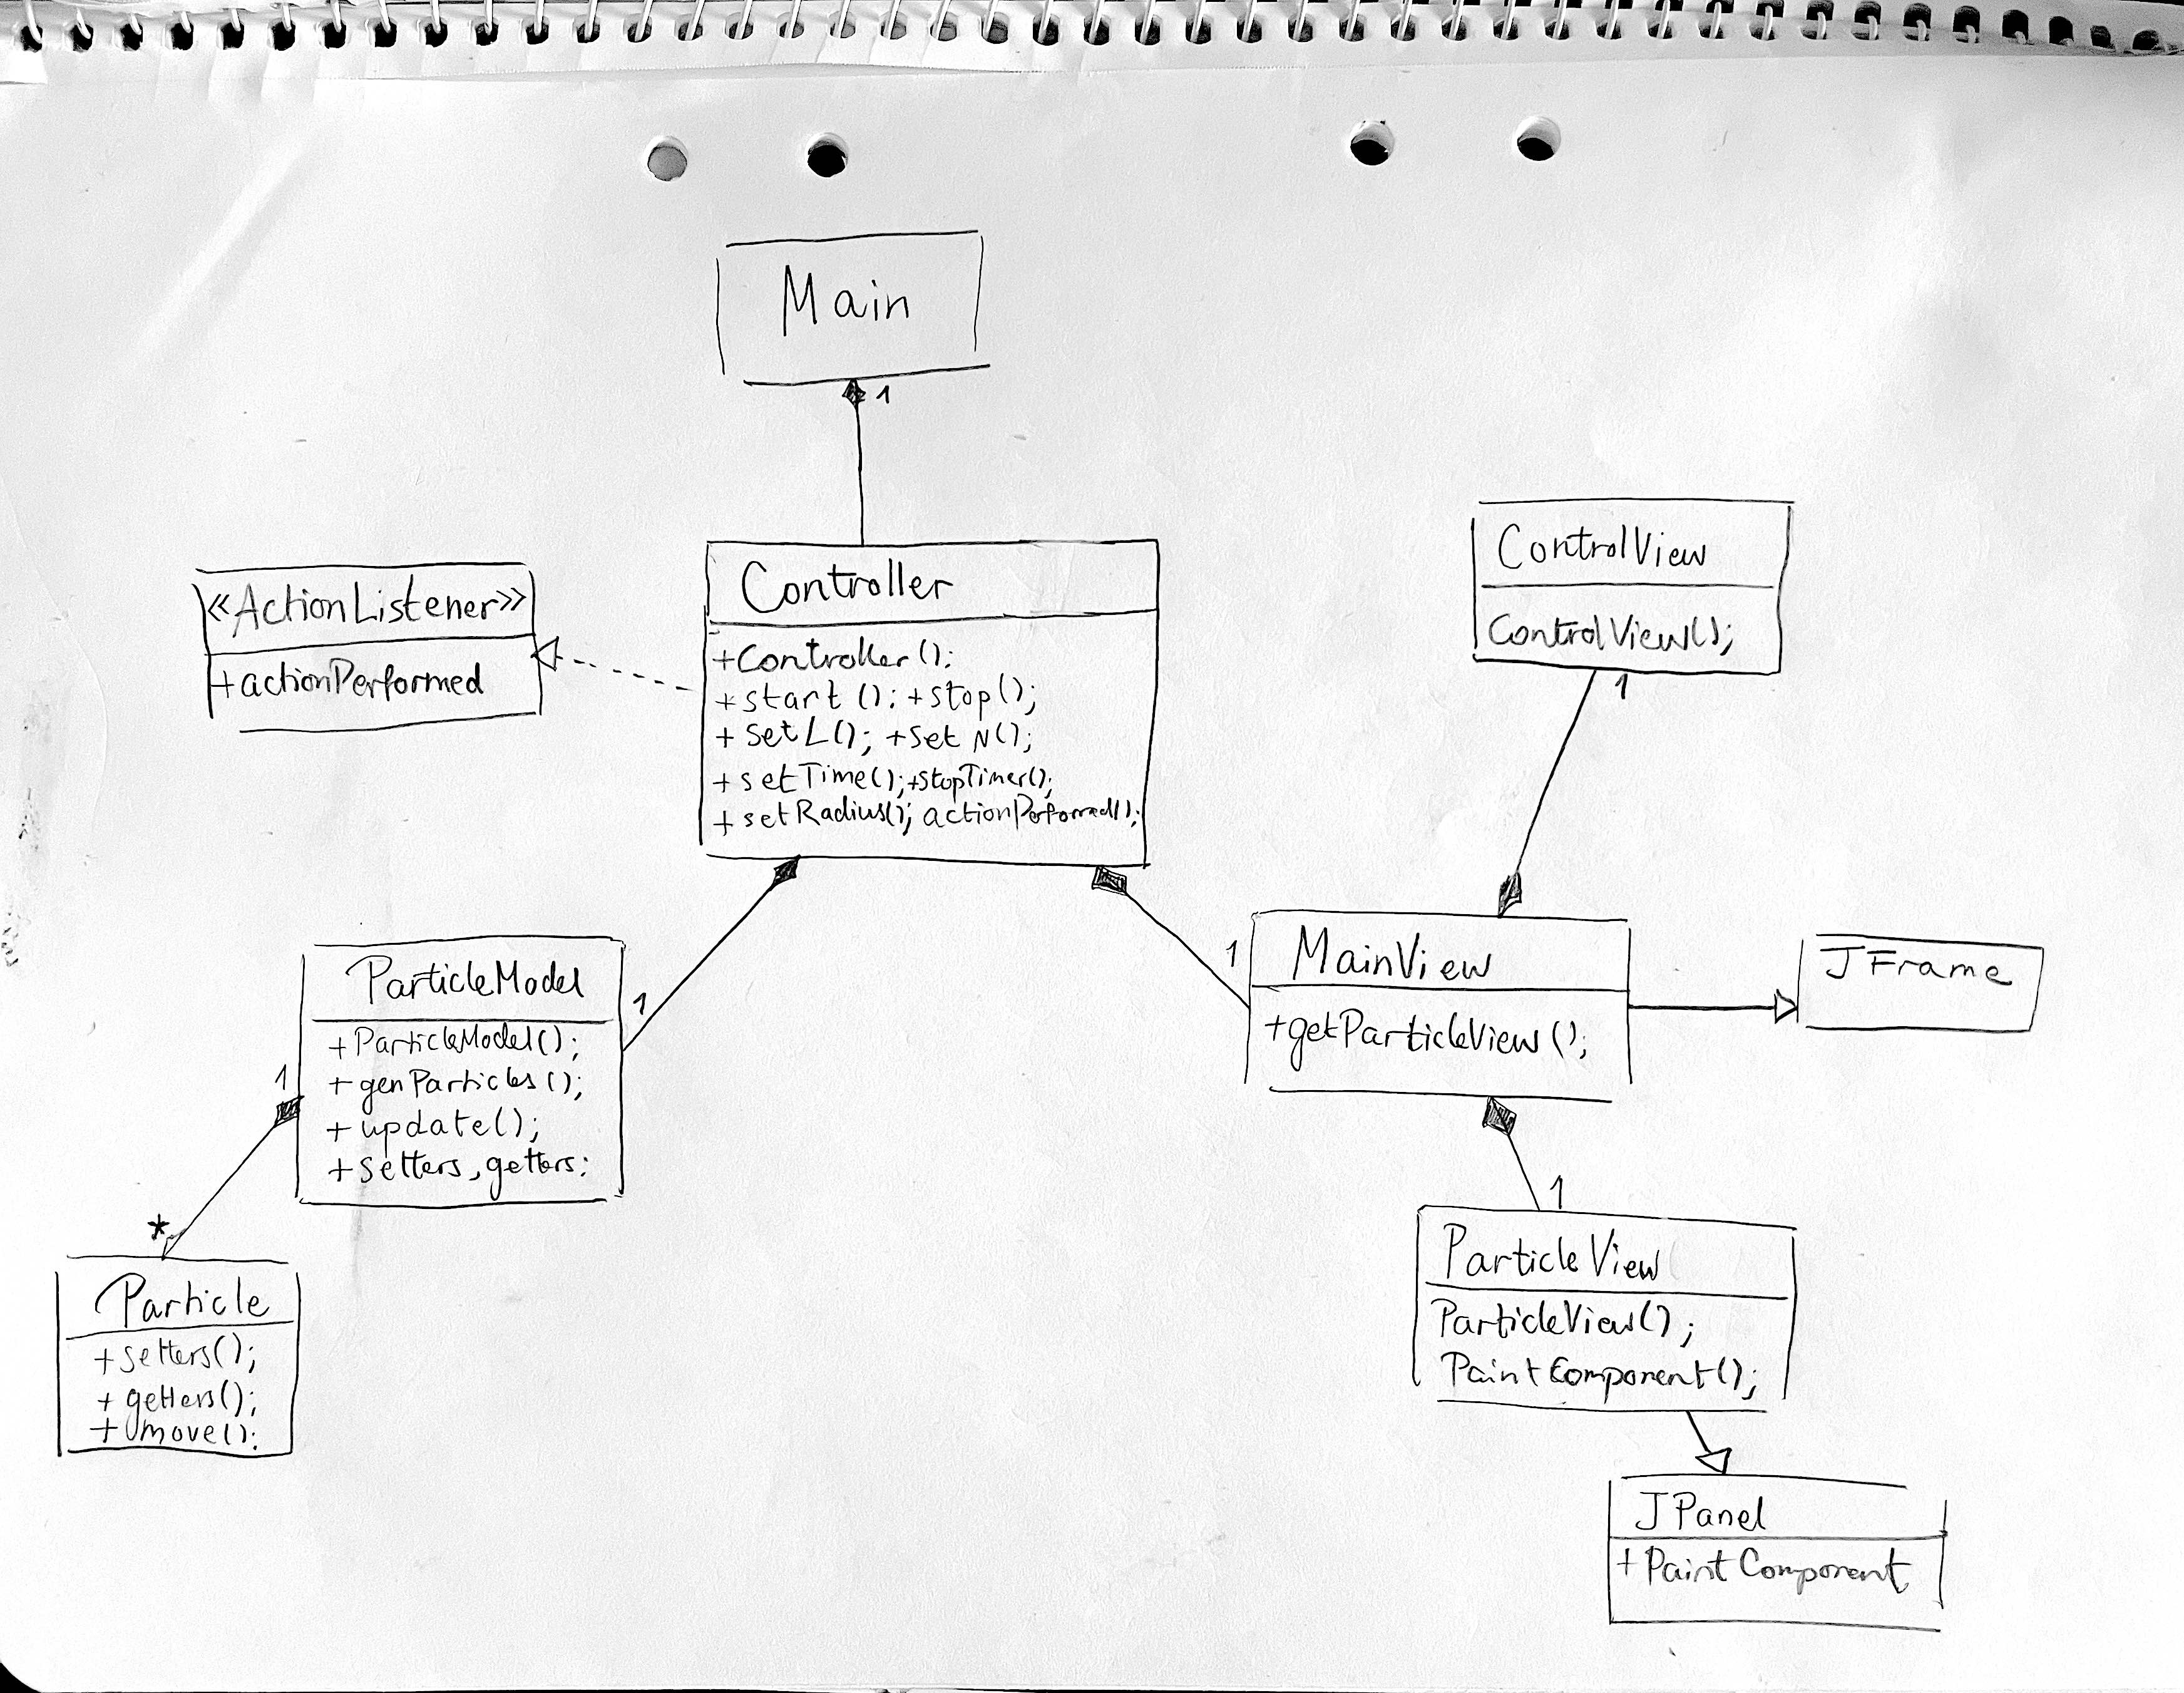 Main
1
Controller
+Controller();
+start(); +stop();
+SetL(); +Set N();
+setTime();+stopTimer();
+setRadius(); actionPerformed();
<<ActionListener>>
+actionPerformed
ControlView
ControlView();
1
1
MainView
+getParticleView();
JFrame
ParticleModel
+ParticleModel();
+genParticles();
+update();
+setters, getters;
1
1
*
Particle
+setters();
+getters();
+move();
1
ParticleView
ParticleView();
PaintComponent();
JPanel
+PaintComponent